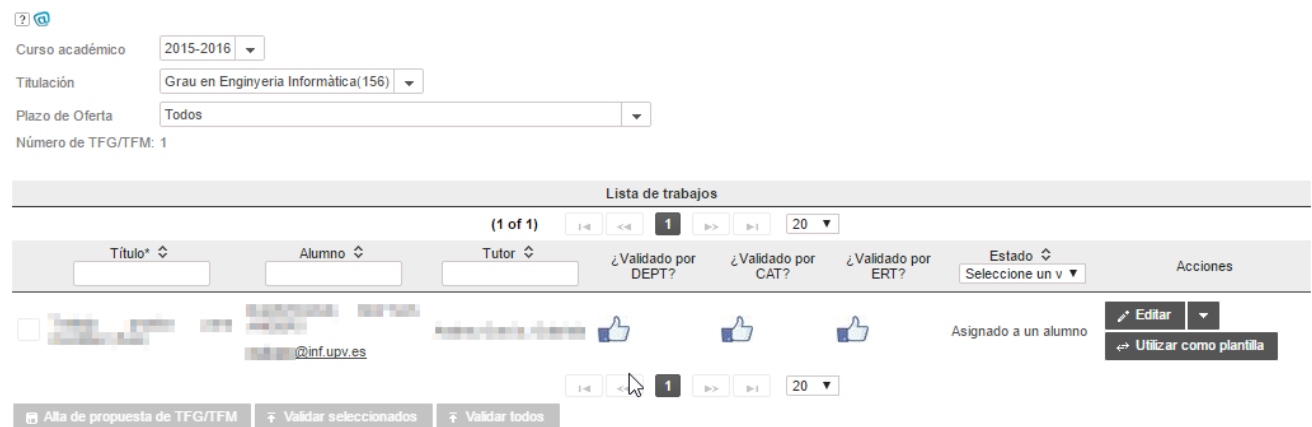 ?
Curso académico 2015-2016
Titulación Grau en Enginyeria Informàtica(156)
Plazo de Oferta Todos
Número de TFG/TFM: 1
Lista de trabajos
(1 of 1) 1 20
Título* Alumno Tutor ¿Validado por DEPT? ¿Validado por CAT? ¿Validado por ERT? Estado Acciones
Seleccione un v
@inf.upv.es Asignado a un alumno Editar
Utilizar como plantilla
1 20
Alta de propuesta de TFG/TFM Validar seleccionados Validar todos